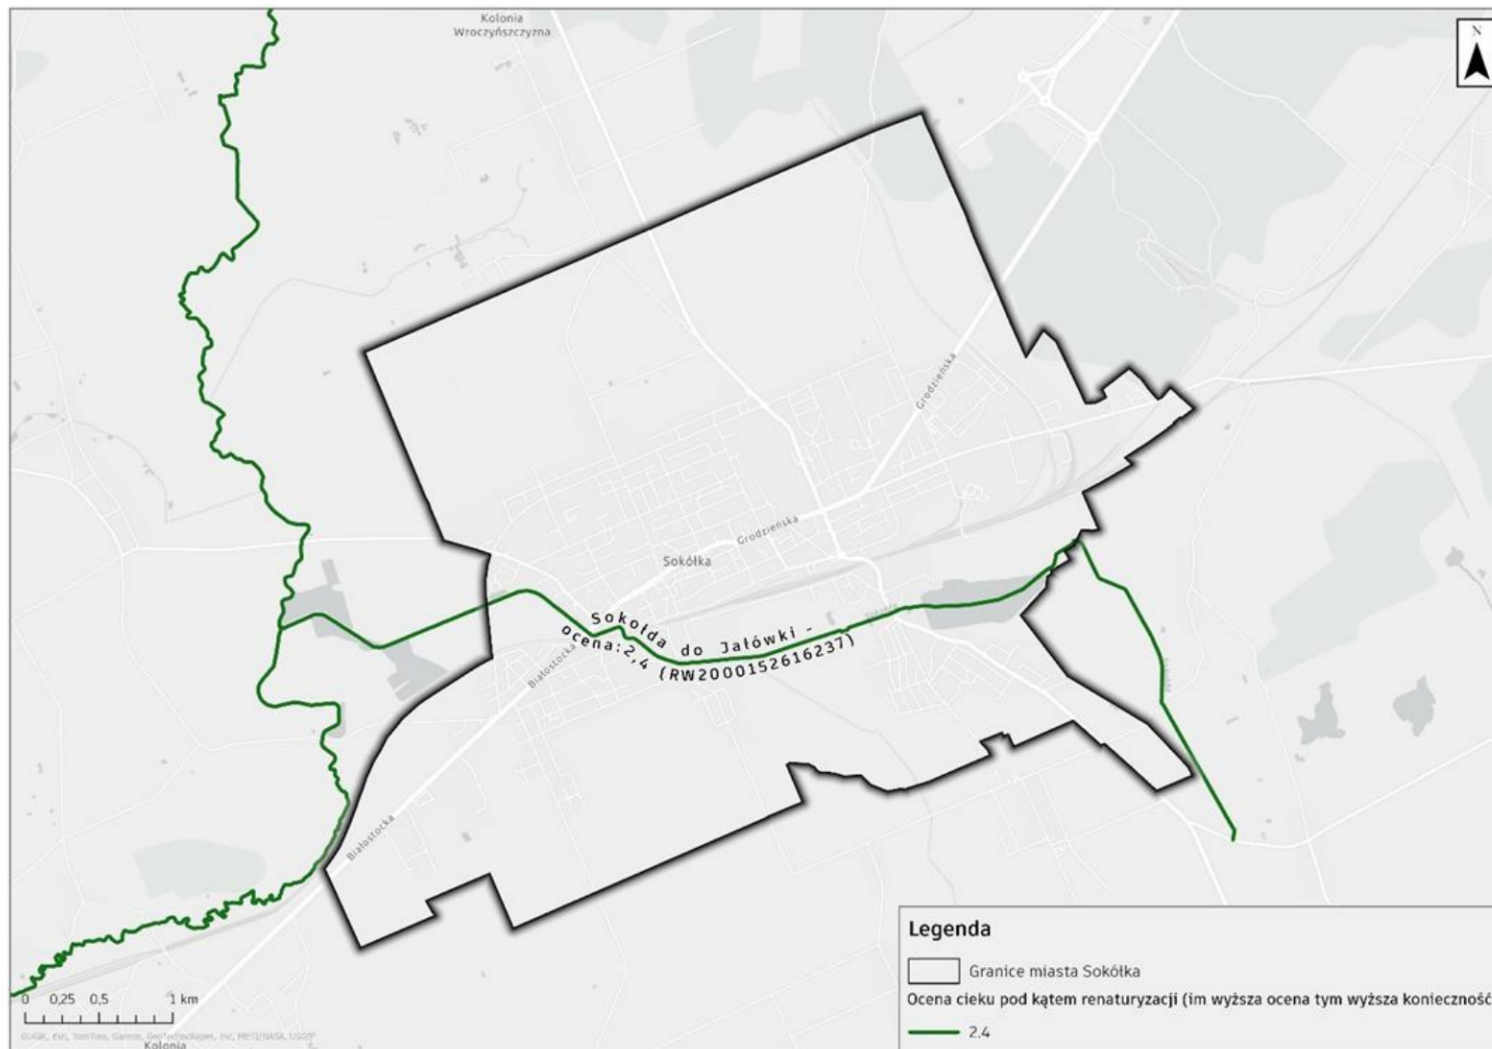 Kolonia
Wroczyńszczyzna
N
Grodzieńska
Grodzieńska
Sokółka
Sokołda
Sokołda do Jałówki -
ocena:2,4 (RW2000152616237)
Białostocka
Białostocka
0 0,25 0,5 1 km
Kolonia
Legenda
Granice miasta Sokółka
Ocena cieku pod kątem renaturyzacji (im wyższa ocena tym wyższa konieczność
2.4